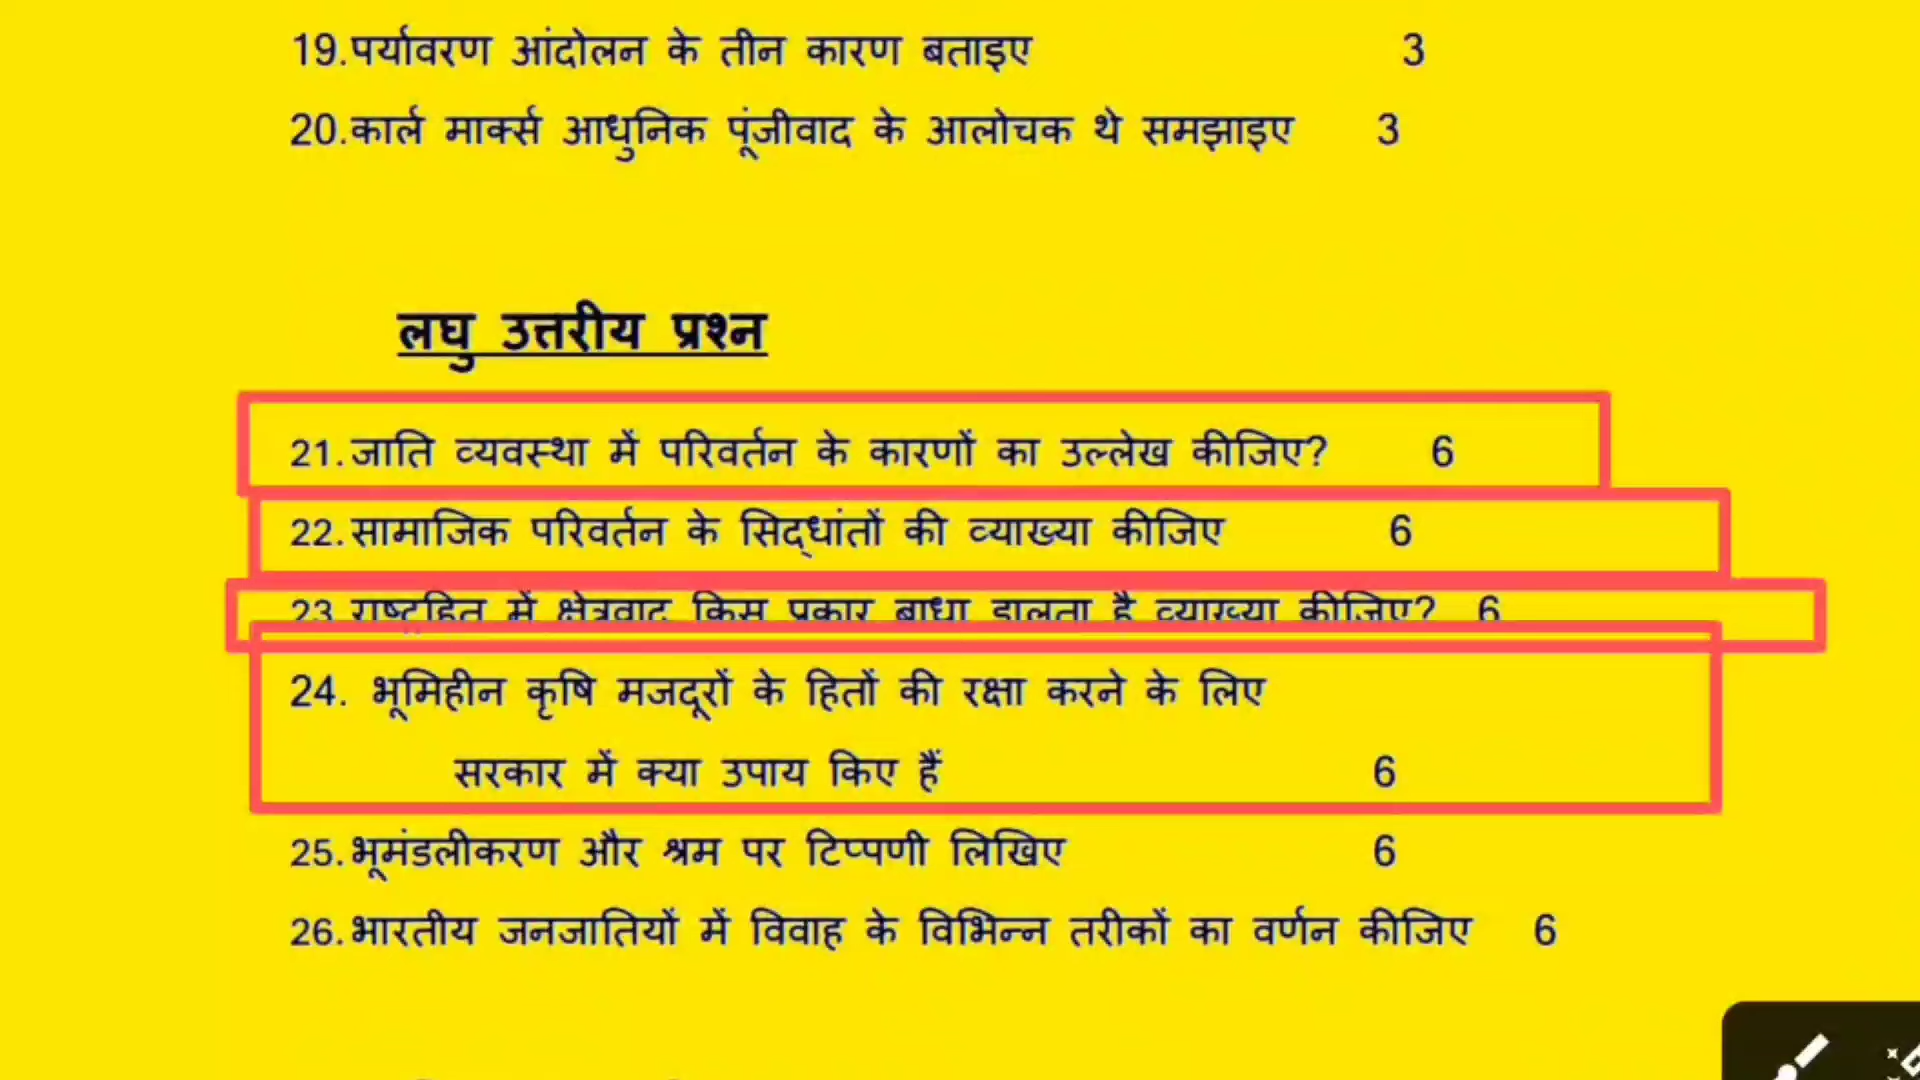 19.पर्यावरण आंदोलन के तीन कारण बताइए 3
20.कार्ल मार्क्स आधुनिक पूंजीवाद के आलोचक थे समझाइए 3
लघु उत्तरीय प्रश्न
21.जाति व्यवस्था में परिवर्तन के कारणों का उल्लेख कीजिए? 6
22.सामाजिक परिवर्तन के सिद्धांतों की व्याख्या कीजिए 6
23.राष्ट्रहित में क्षेत्रवाद किस प्रकार बाधा डालता है व्याख्या कीजिए? 6
24. भूमिहीन कृषि मजदूरों के हितों की रक्षा करने के लिए
सरकार में क्या उपाय किए हैं 6
25.भूमंडलीकरण और श्रम पर टिप्पणी लिखिए 6
26.भारतीय जनजातियों में विवाह के विभिन्न तरीकों का वर्णन कीजिए 6